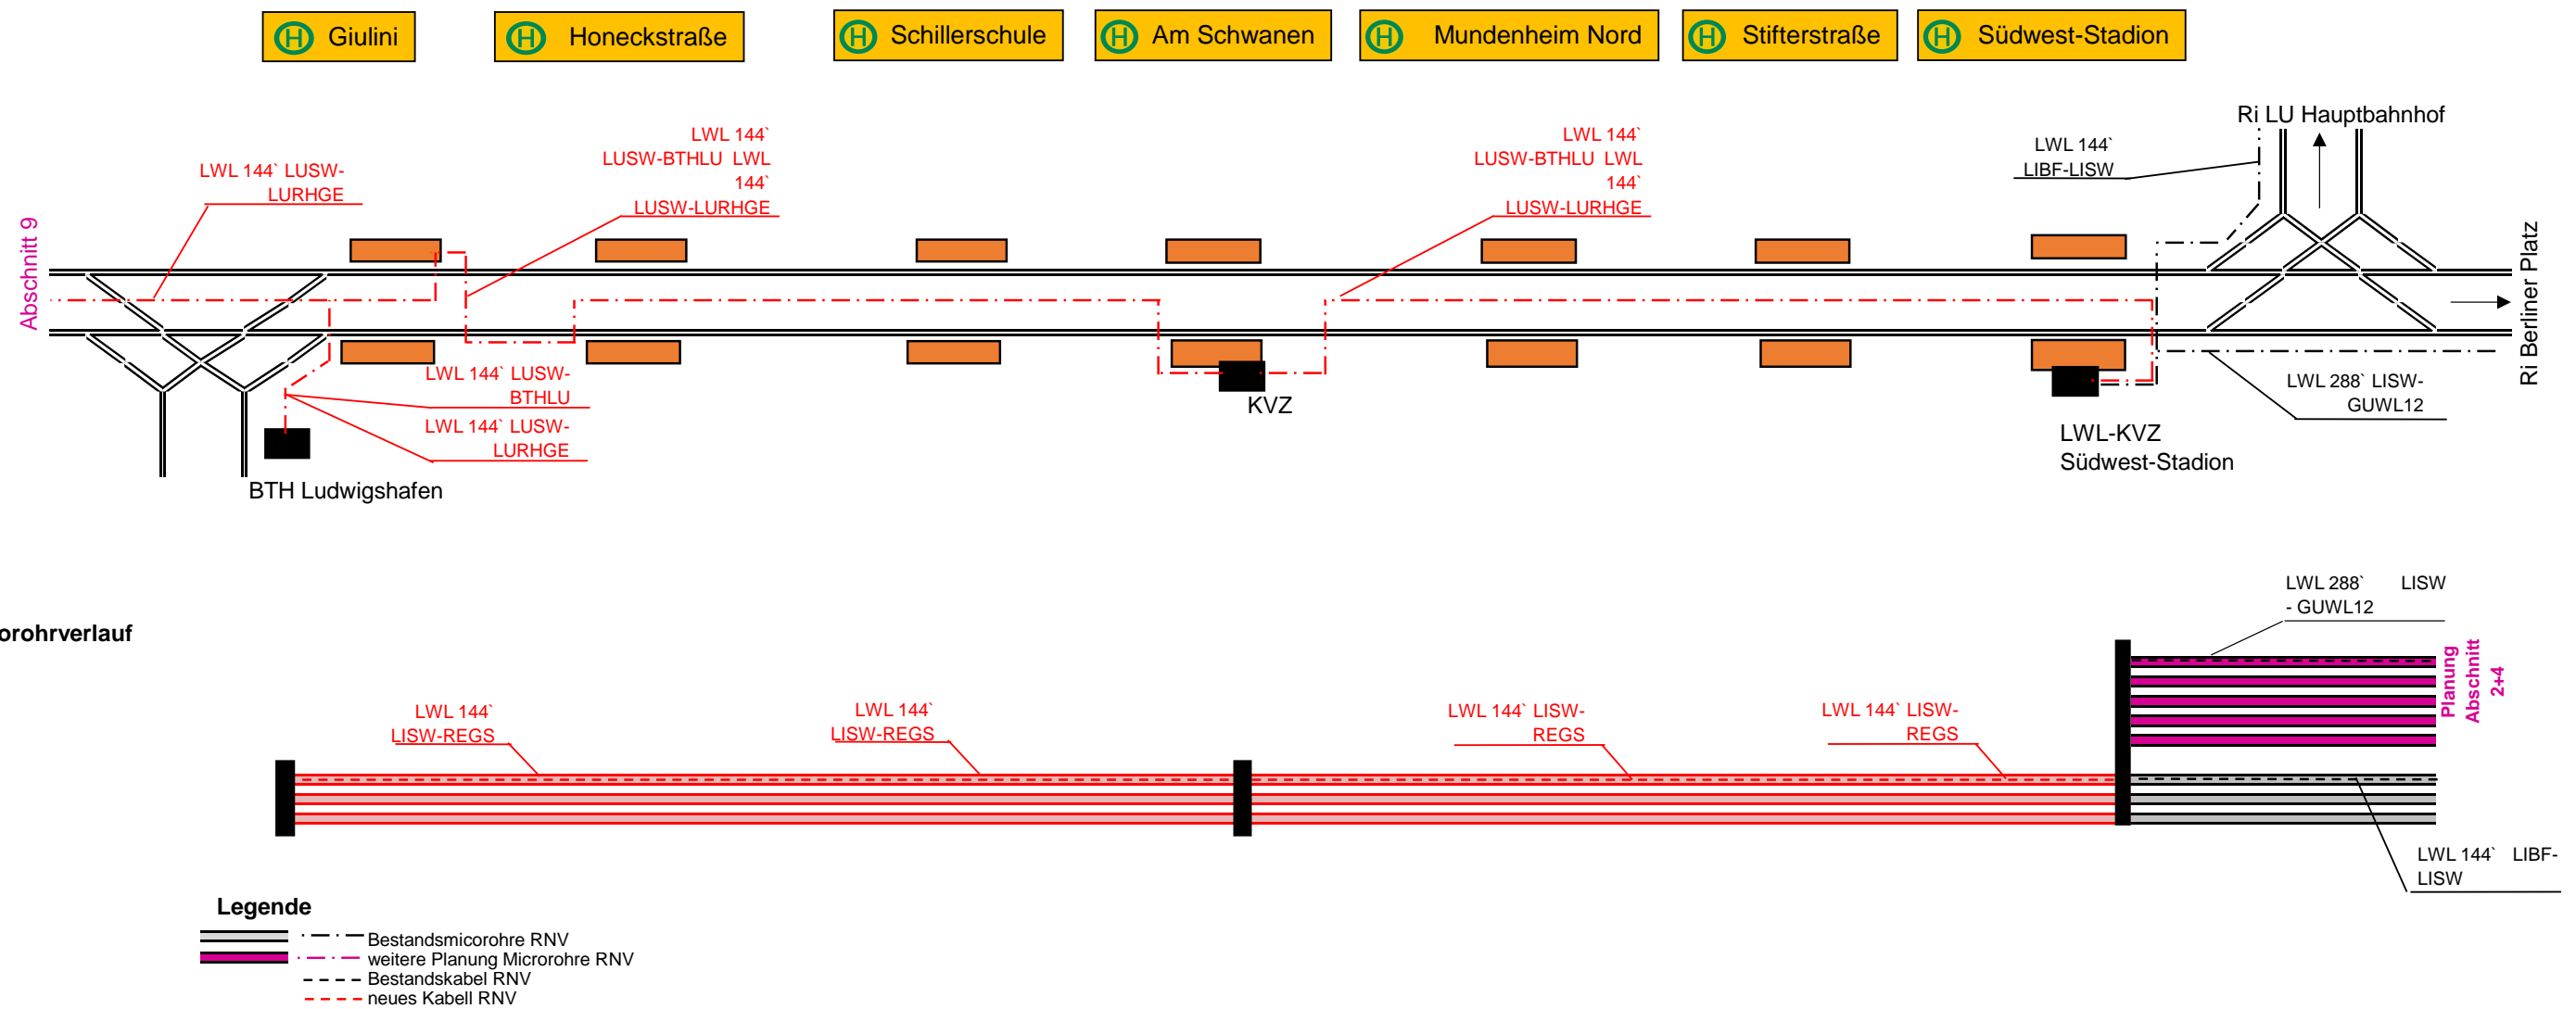 H Giulini
H Honeckstraße
H Schillerschule
H Am Schwanen
H Mundenheim Nord
H Stifterstraße
H Südwest-Stadion
Ri LU Hauptbahnhof
LWL 144` LUSW-
LURHGE
LWL 144`
LUSW-BTHLU LWL
144`
LUSW-LURHGE
LWL 144`
LUSW-BTHLU LWL
144`
LUSW-LURHGE
LWL 144`
LIBF-LISW
Abschnitt 9
Ri Berliner Platz
LWL 144` LUSW-
BTHLU
LWL 144` LUSW-
LURHGE
BTH Ludwigshafen
KVZ
LWL 288` LISW-
GUWL12
LWL-KVZ
Südwest-Stadion
orohrverlauf
LWL 288` LISW
- GUWL12
Planung
Abschnitt
2+4
LWL 144`
LISW-REGS
LWL 144`
LISW-REGS
LWL 144` LISW-
REGS
LWL 144` LISW-
REGS
LWL 144` LIBF-
LISW
Legende
Bestandsmicorohre RNV
weitere Planung Microrohre RNV
Bestandskabel RNV
neues Kabell RNV